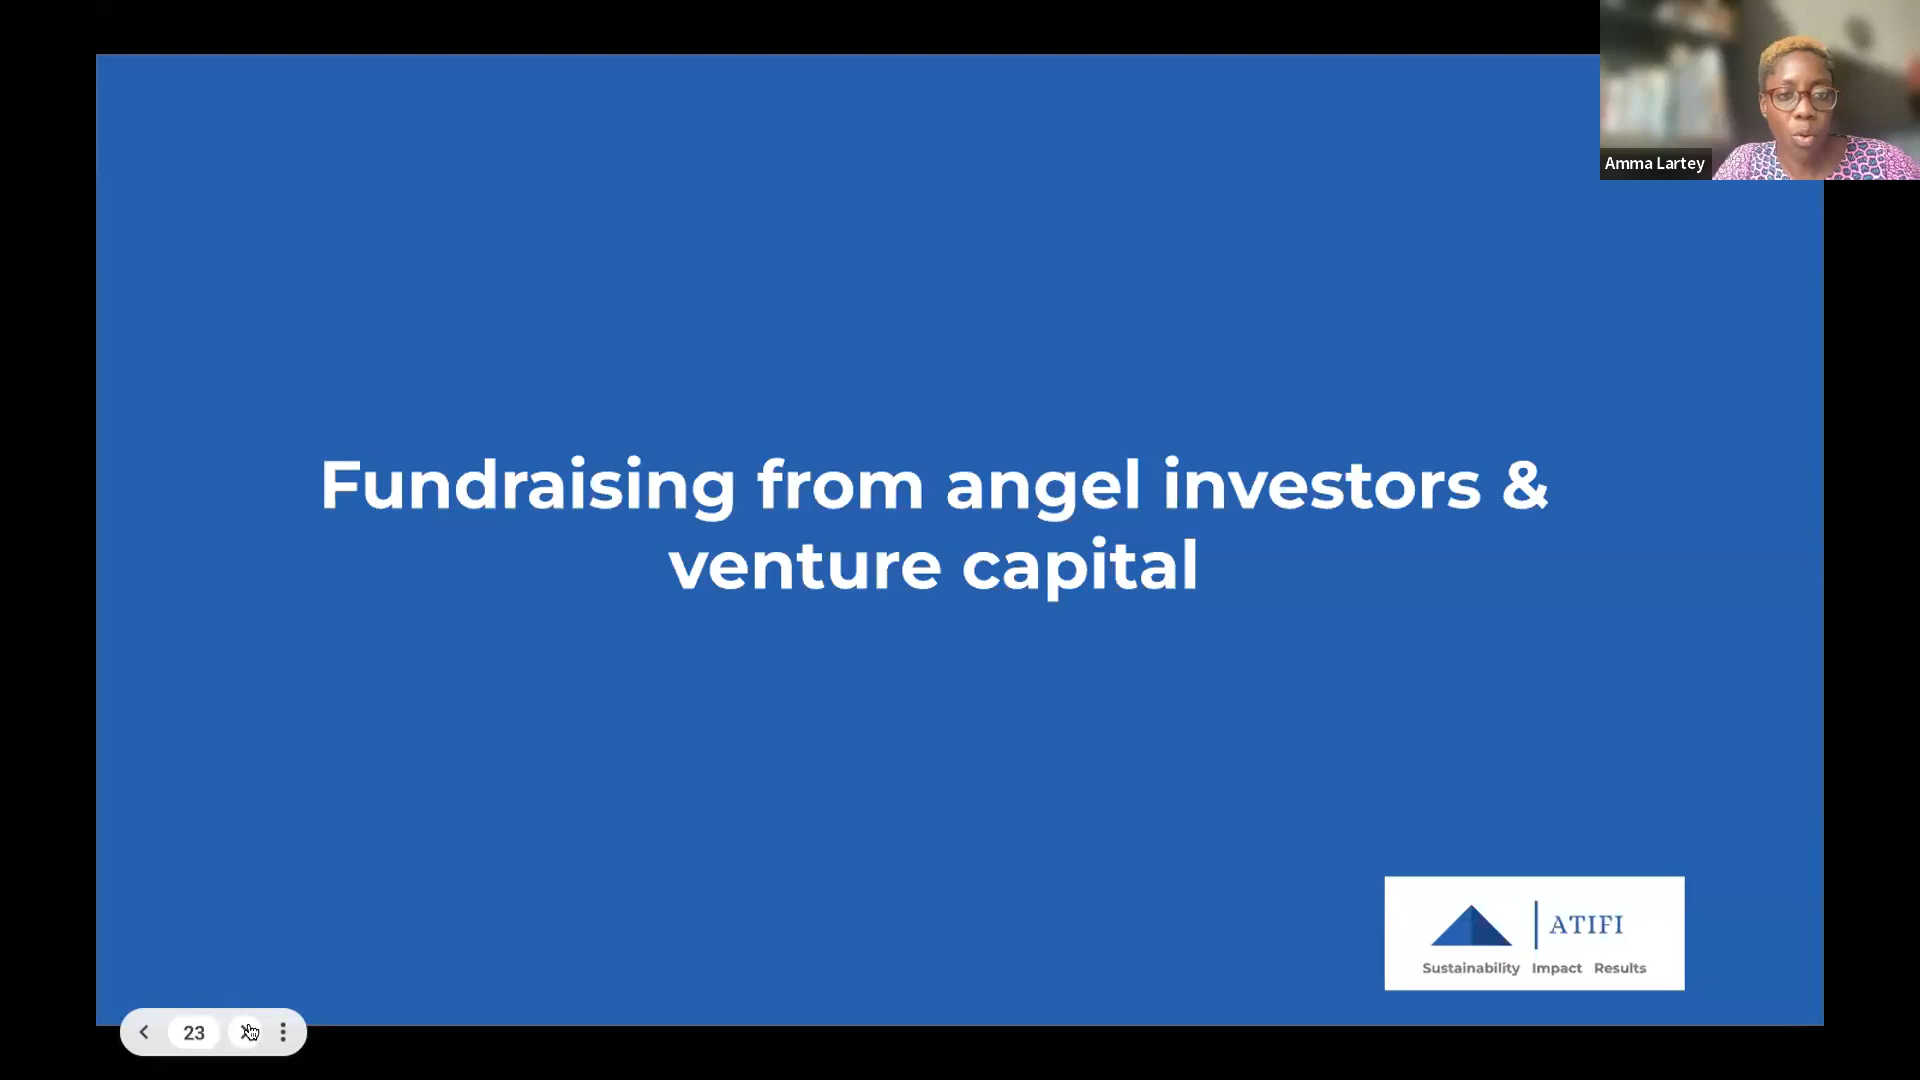 Amma Lartey
Fundraising from angel investors &
venture capital
ATIFI
Sustainability Impact Results
23